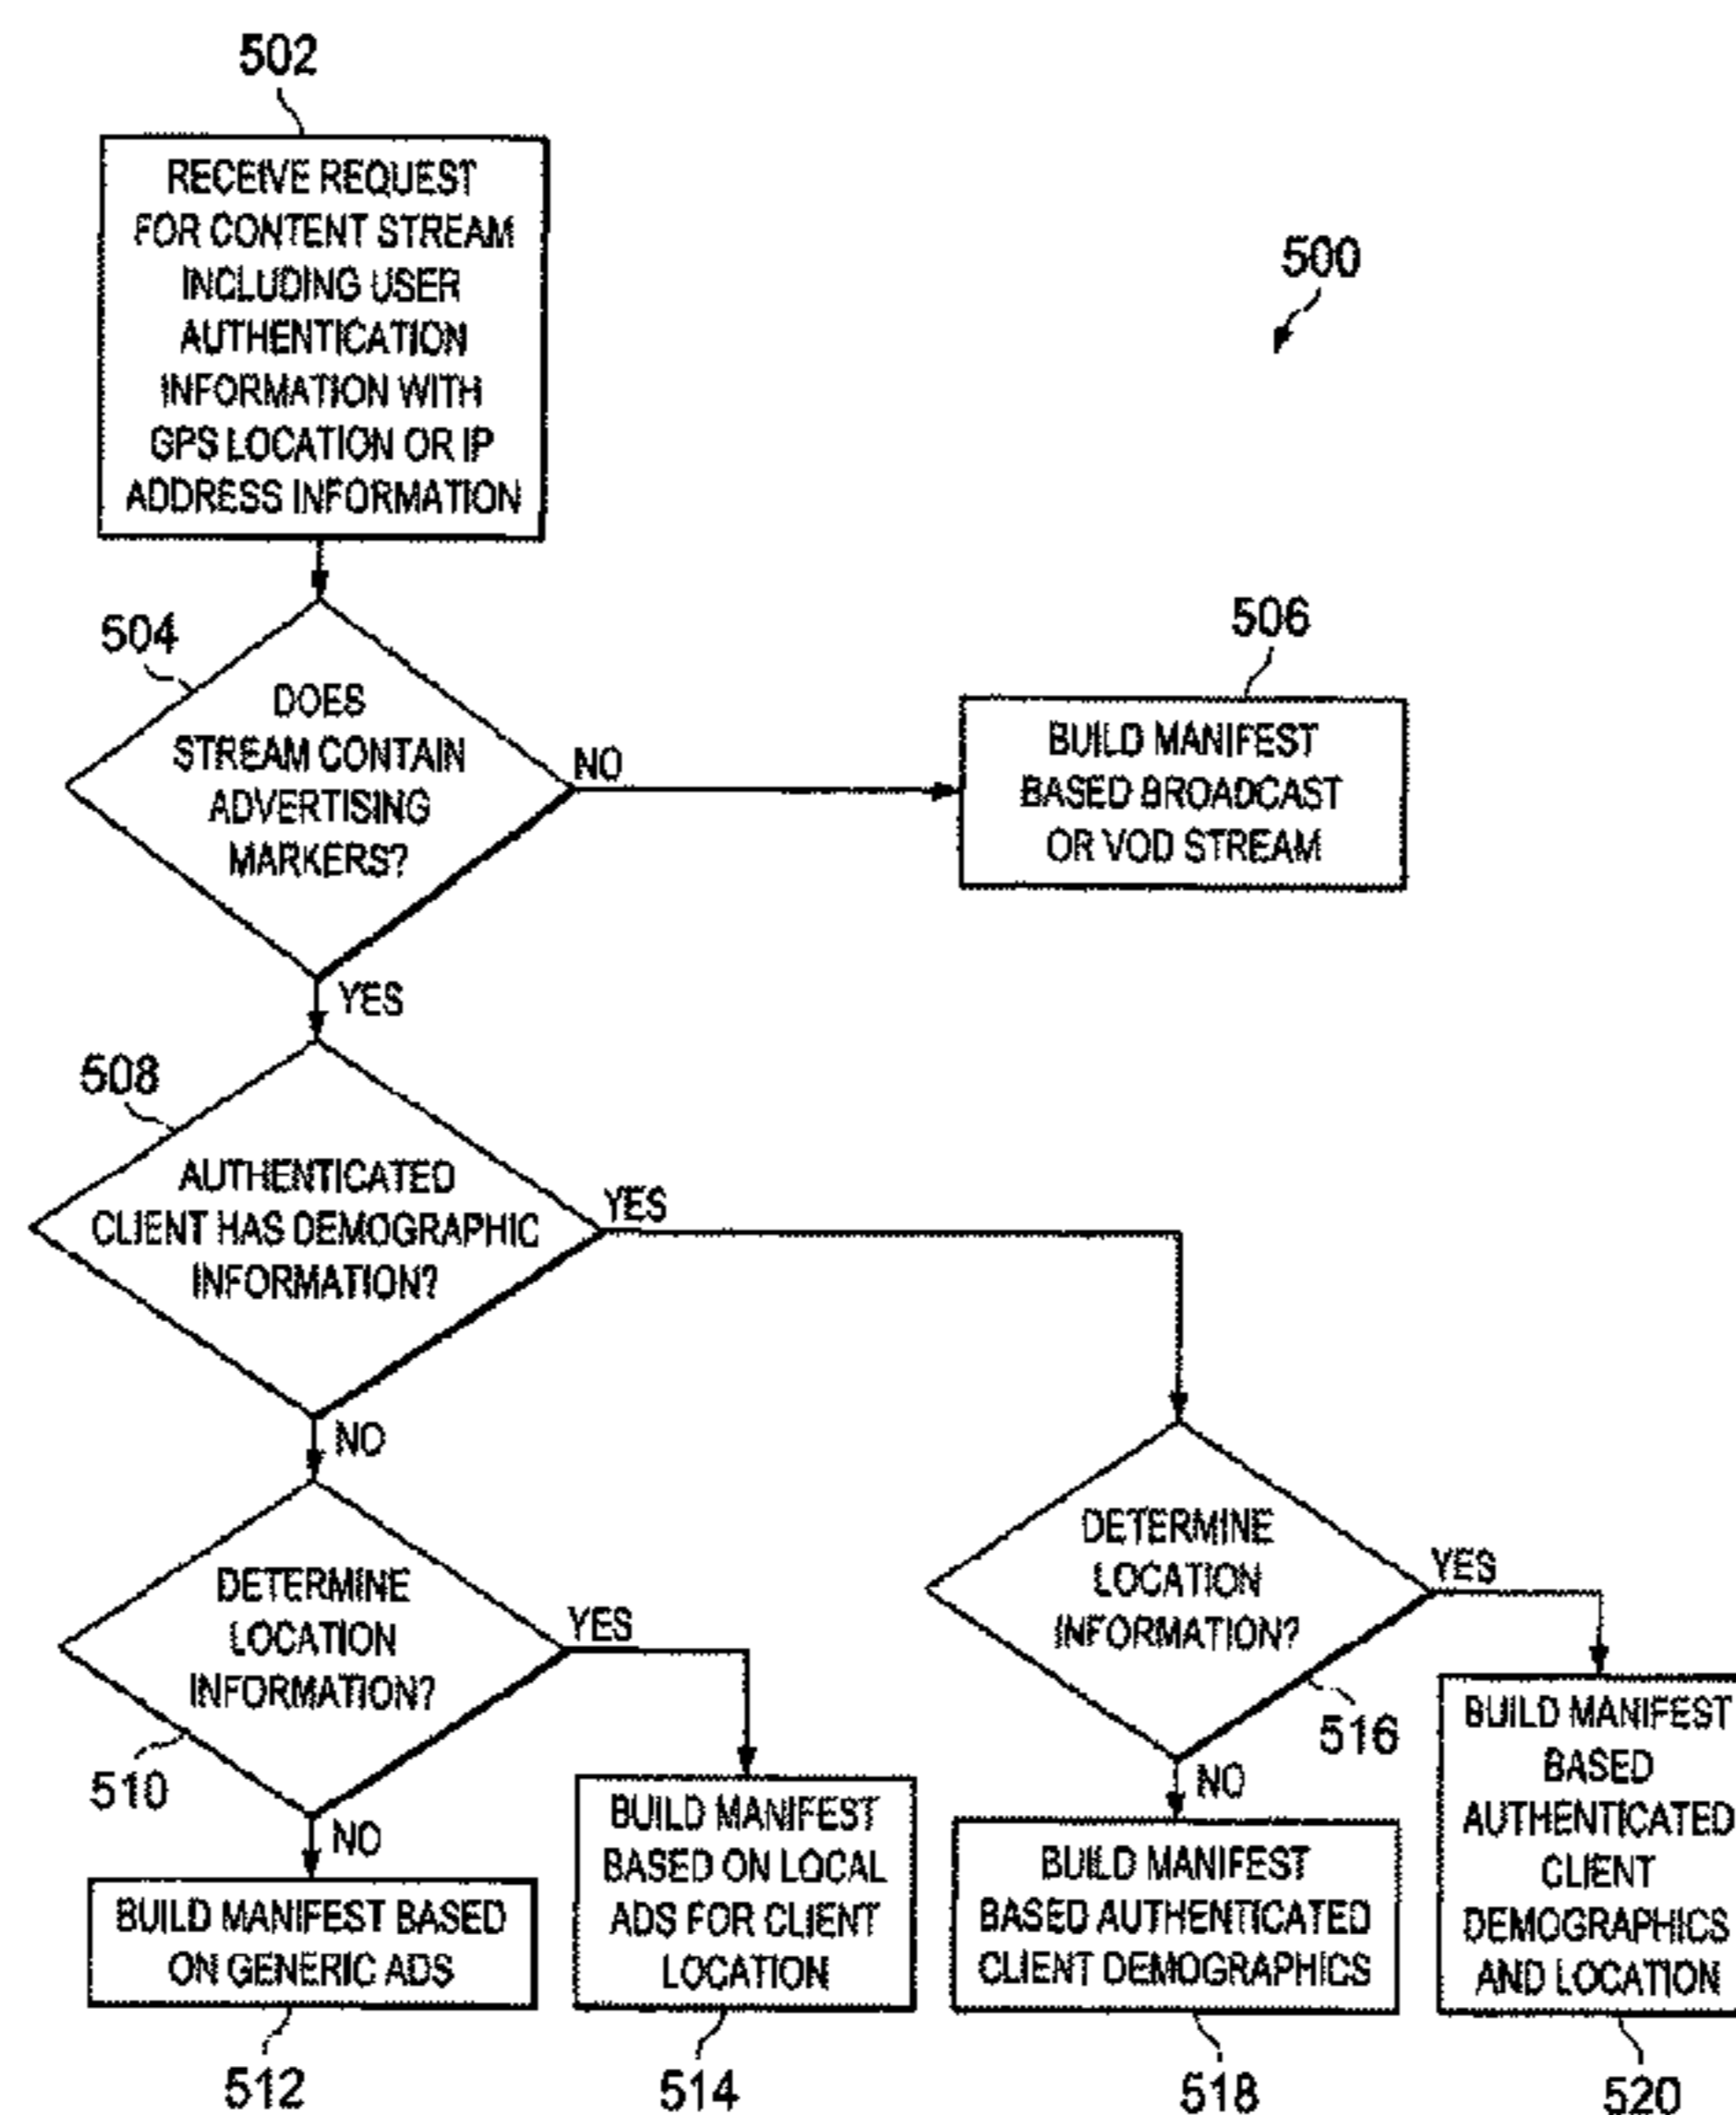 502
RECEIVE REQUEST
FOR CONTENT STREAM
INCLUDING USER
AUTHENTICATION
INFORMATION WITH
GPS LOCATION OR IP
ADDRESS INFORMATION
500
504
DOES
STREAM CONTAIN
ADVERTISING
MARKERS?
NO
506
BUILD MANIFEST
BASED BROADCAST
OR VOD STREAM
YES
508
AUTHENTICATED
CLIENT HAS DEMOGRAPHIC
INFORMATION?
YES
NO
DETERMINE
LOCATION
INFORMATION?
YES
510
NO
BUILD MANIFEST BASED
ON GENERIC ADS
512
BUILD MANIFEST
BASED ON LOCAL
ADS FOR CLIENT
LOCATION
514
DETERMINE
LOCATION
INFORMATION?
YES
516
NO
BUILD MANIFEST
BASED AUTHENTICATED
CLIENT DEMOGRAPHICS
518
BUILD MANIFEST
BASED
AUTHENTICATED
CLIENT
DEMOGRAPHICS
AND LOCATION
520